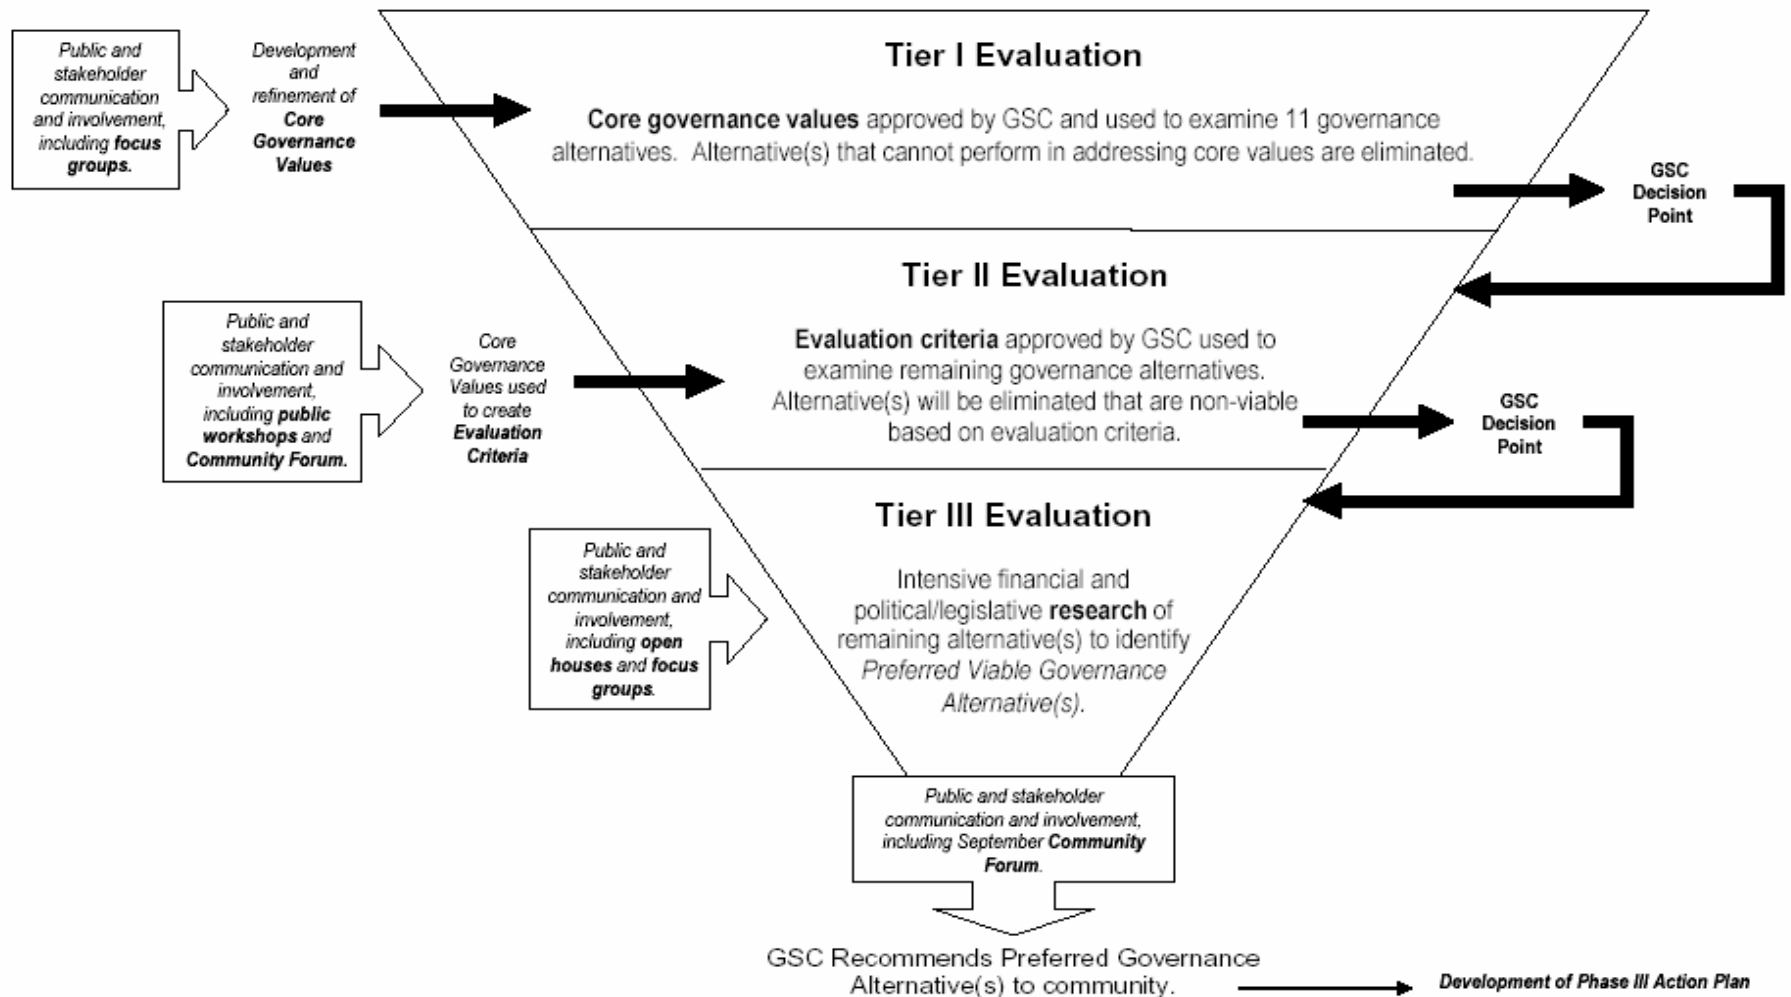 Public and
stakeholder
communication
and involvement,
including focus
groups.
Development
and
refinement of
Core
Governance
Values
Tier I Evaluation
Core governance values approved by GSC and used to examine 11 governance
alternatives. Alternative(s) that cannot perform in addressing core values are eliminated.
GSC
Decision
Point
Public and
stakeholder
communication and
involvement,
including public
workshops and
Community Forum.
Core
Governance
Values used
to create
Evaluation
Criteria
Tier II Evaluation
Evaluation criteria approved by GSC used to
examine remaining governance alternatives.
Alternative(s) will be eliminated that are non-viable
based on evaluation criteria.
GSC
Decision
Point
Public and
stakeholder
communication and
involvement,
including open
houses and focus
groups.
Tier III Evaluation
Intensive financial and
political/legislative research of
remaining alternative(s) to identify
Preferred Viable Governance
Alternative(s).
Public and stakeholder
communication and involvement,
including September Community
Forum.
GSC Recommends Preferred Governance
Alternative(s) to community.
Development of Phase III Action Plan